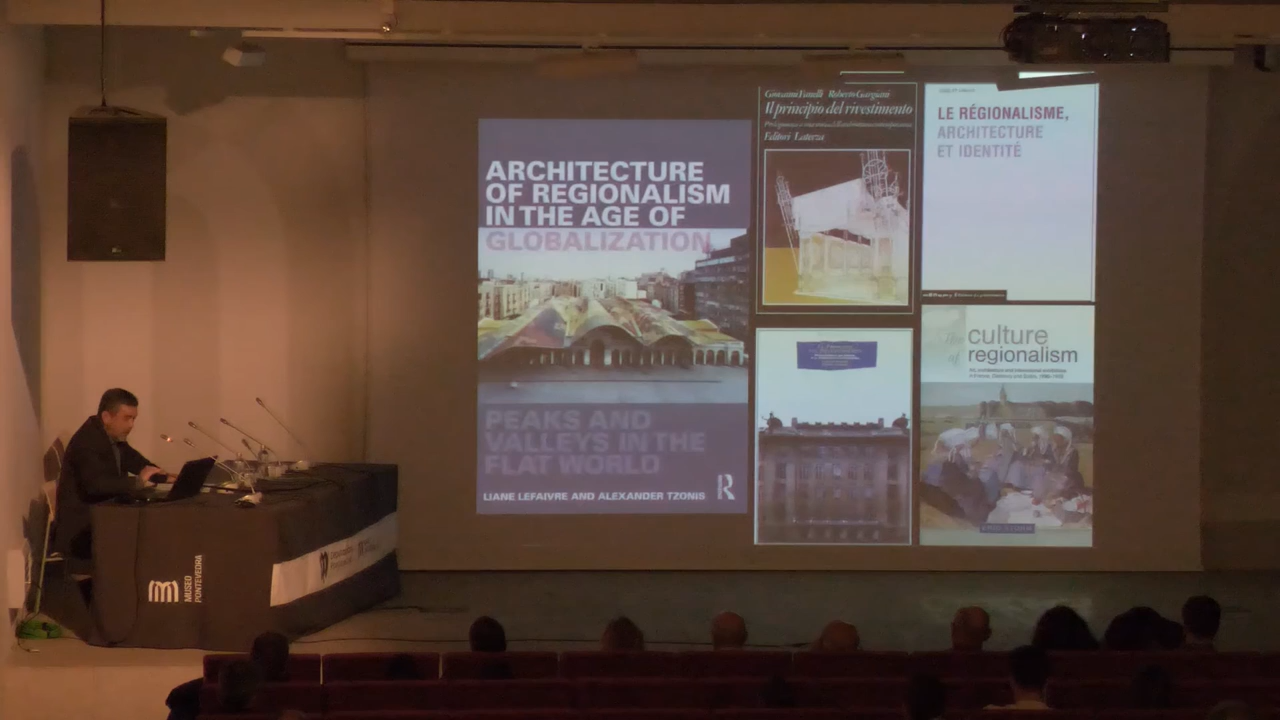 ARCHITECTURE
OF REGIONALISM
IN THE AGE OF
GLOBALIZATION
PEAKS AND
VALLEYS IN THE
FLAT WORLD
LIANE LEFAIVRE AND ALEXANDER TZONIS
R
Giovanni Fanelli Roberto Gargiani
Il principio del rivestimento
Editori Laterza
LE RÉGIONALISME,
ARCHITECTURE
ET IDENTITÉ
The culture
of regionalism
MUSEO
PONTEVEDRA